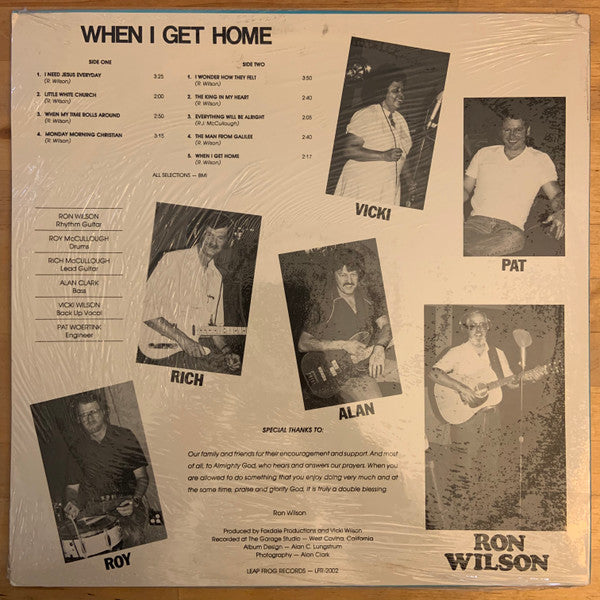 WHEN I GET HOME
SIDE ONE
1. I NEED JESUS EVERYDAY 3:25
(R. Wilson)
2. LITTLE WHITE CHURCH 2:00
(R. Wilson)
3. WHEN MY TIME ROLLS AROUND 2:50
(R. Wilson)
4. MONDAY MORNING CHRISTIAN 3:15
(R. Wilson)
SIDE TWO
1. I WONDER HOW THEY FELT 3:50
(R. Wilson)
2. THE KING IN MY HEART 2:40
(R. Wilson)
3. EVERYTHING WILL BE ALRIGHT 2:05
(R.J. McCullough)
4. THE MAN FROM GALILEE 2:40
(R. Wilson)
5. WHEN I GET HOME 2:17
(R. Wilson)
ALL SELECTIONS — BMI
RON WILSON
Rhythm Guitar
ROY McCULLOUGH
Drums
RICH McCULLOUGH
Lead Guitar
ALAN CLARK
Bass
VICKI WILSON
Back Up Vocal
PAT WOERTINK
Engineer
VICKI
PAT
RICH
ALAN
ROY
RON
WILSON
SPECIAL THANKS TO:
Our family and friends for their encouragement and support. And most
of all, to Almighty God, who hears and answers our prayers. When you
are allowed to do something that you enjoy doing very much and at
the same time, praise and glorify God, it is truly a double blessing.
Ron Wilson
Produced by Foxdale Productions and Vicki Wilson
Recorded at The Garage Studio — West Covina, California
Album Design — Alan C. Lungstrum
Photography — Alan Clark
LEAP FROG RECORDS — LFR-2002